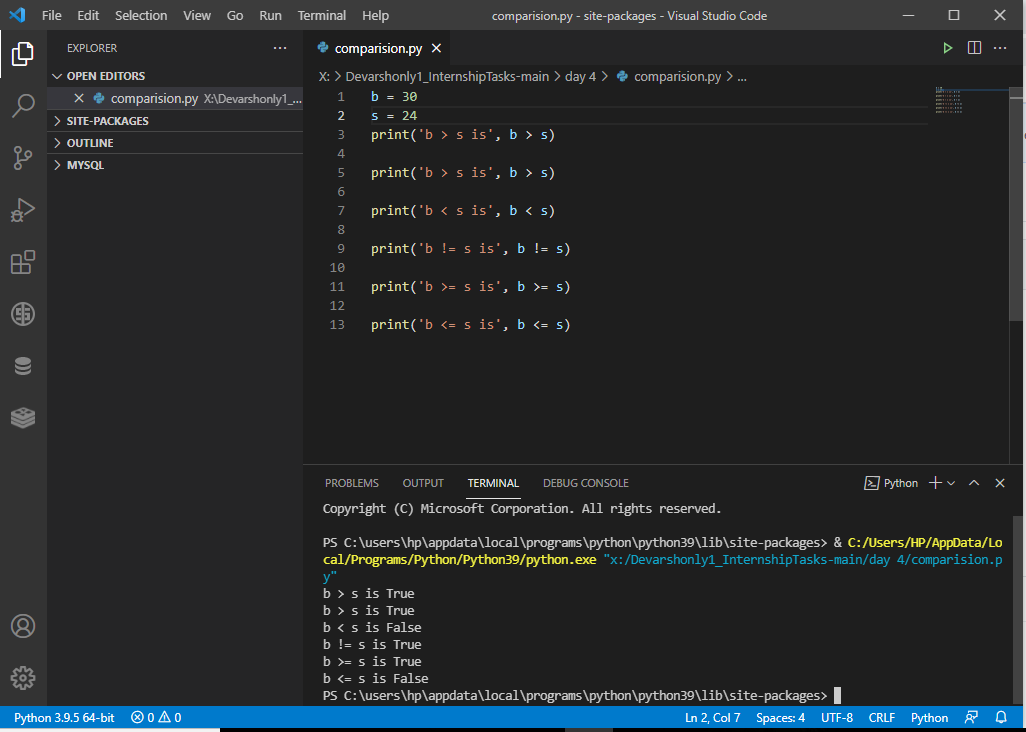 File Edit Selection View Go Run Terminal Help comparision.py - site-packages - Visual Studio Code
EXPLORER
OPEN EDITORS
comparision.py X:\Devarshonly1_...
SITE-PACKAGES
OUTLINE
MYSQL
comparision.py
X: > Devarshonly1_InternshipTasks-main > day 4 > comparision.py > ...
1 b = 30
2 s = 24
3 print('b > s is', b > s)
4
5 print('b > s is', b > s)
6
7 print('b < s is', b < s)
8
9 print('b != s is', b != s)
10
11 print('b >= s is', b >= s)
12
13 print('b <= s is', b <= s)
PROBLEMS OUTPUT TERMINAL DEBUG CONSOLE Python
Copyright (C) Microsoft Corporation. All rights reserved.
PS C:\users\hp\appdata\local\programs\python\python39\lib\site-packages> & C:/Users/HP/AppData/Lo
cal/Programs/Python/Python39/python.exe "x:/Devarshonly1_InternshipTasks-main/day 4/comparision.p
y"
b > s is True
b > s is True
b < s is False
b != s is True
b >= s is True
b <= s is False
PS C:\users\hp\appdata\local\programs\python\python39\lib\site-packages>
Python 3.9.5 64-bit 0 0 Ln 2, Col 7 Spaces: 4 UTF-8 CRLF Python